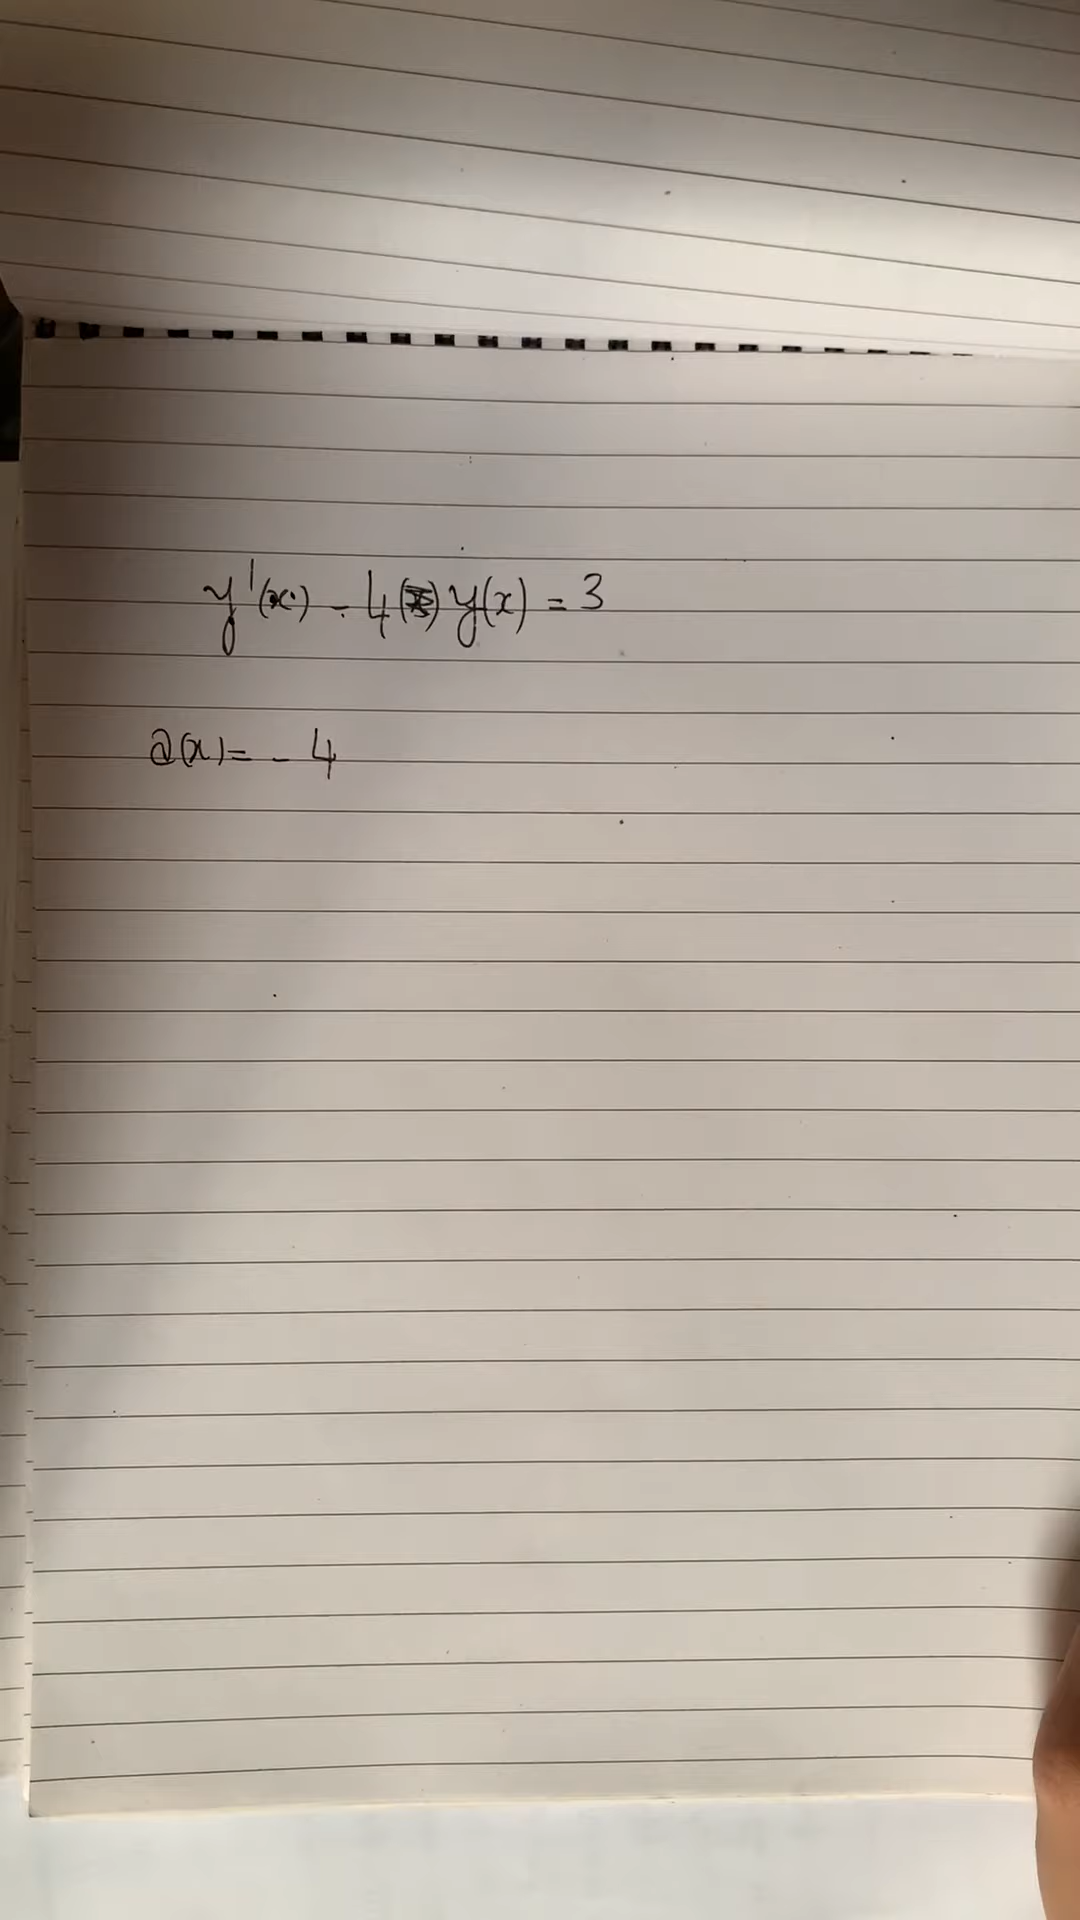 y'(x) - 4 y(x) = 3
a(x) = - 4